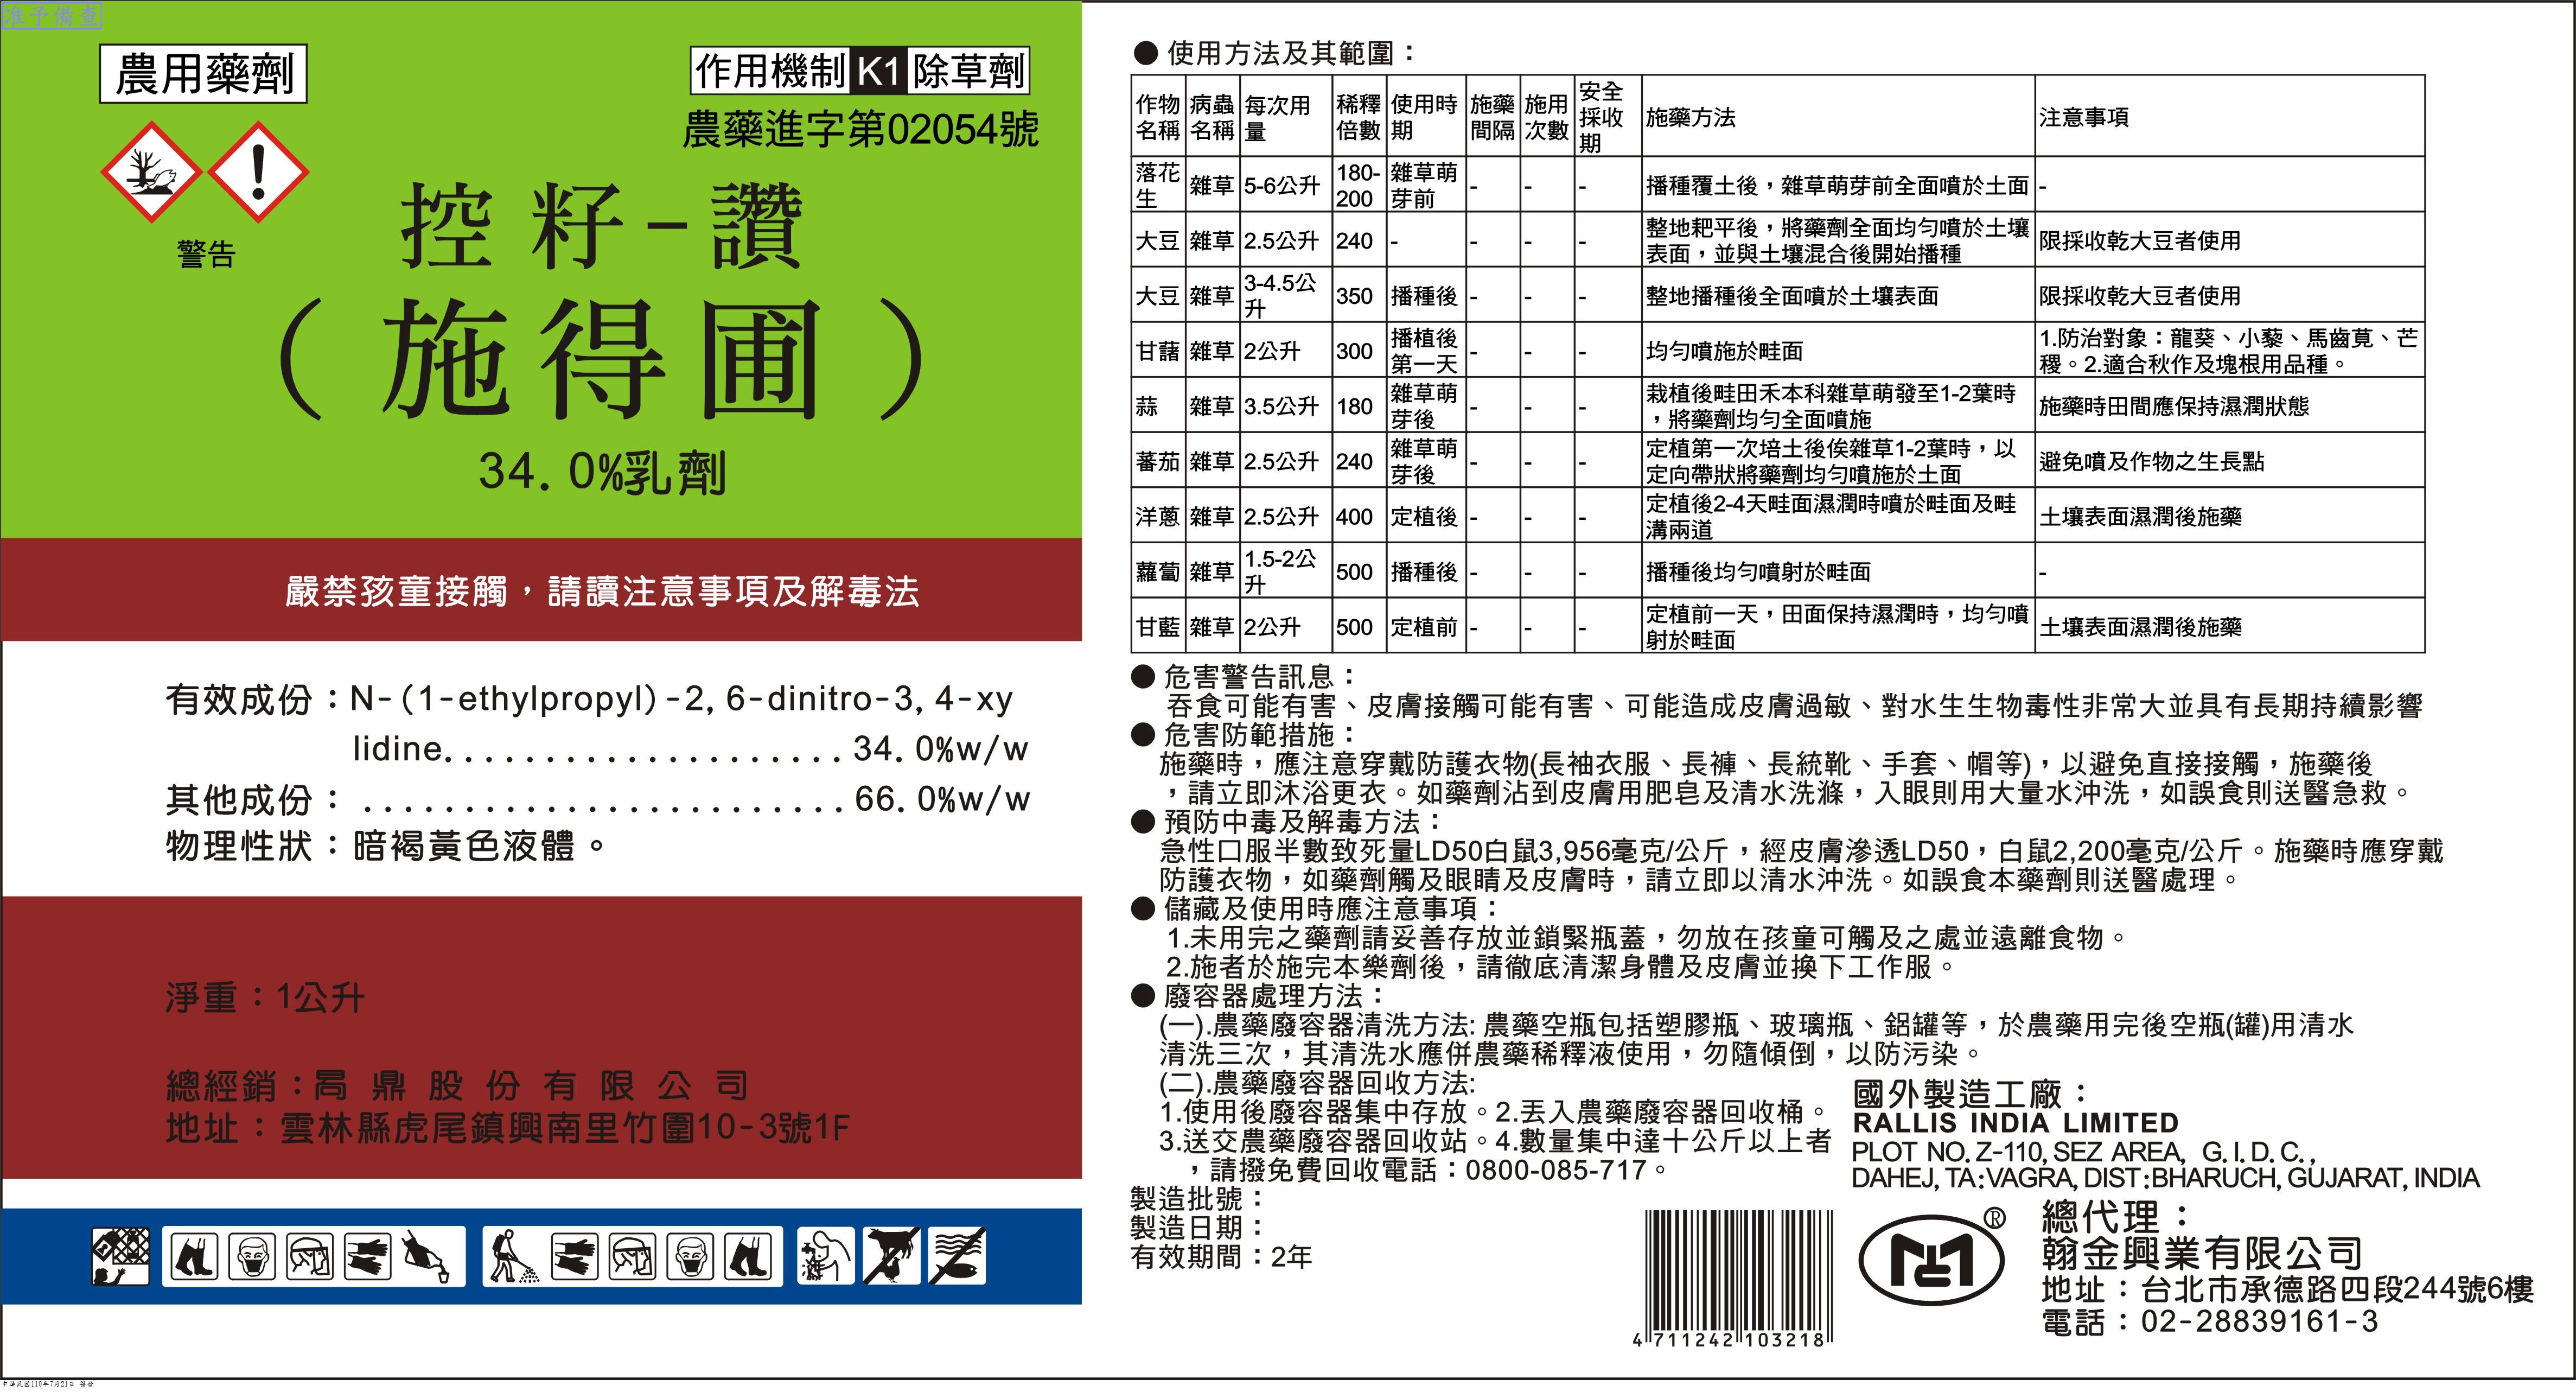 准予備查
農用藥劑
作用機制 K1 除草劑
農藥進字第02054號
警告
控籽-讚
(施得圃)
34.0%乳劑
嚴禁孩童接觸，請讀注意事項及解毒法
有效成份：N-(1-ethylpropyl)-2,6-dinitro-3,4-xy
lidine....................34.0%w/w
其他成份：........................66.0%w/w
物理性狀：暗褐黃色液體。
淨重：1公升
總經銷：咼鼎股份有限公司
地址：雲林縣虎尾鎮興南里竹圍10-3號1F
● 使用方法及其範圍：
作物名稱 病蟲名稱 每次用量 稀釋倍數 使用時期 施藥間隔 施用次數 安全採收期 施藥方法 注意事項
落花生 雜草 5-6公升 180-200 雜草萌芽前 - - - 播種覆土後，雜草萌芽前全面噴於土面 -
大豆 雜草 2.5公升 240 - - - - 整地耙平後，將藥劑全面均勻噴於土壤表面，並與土壤混合後開始播種 限採收乾大豆者使用
大豆 雜草 3-4.5公升 350 播種後 - - - 整地播種後全面噴於土壤表面 限採收乾大豆者使用
甘藷 雜草 2公升 300 播植後第一天 - - - 均勻噴施於畦面 1.防治對象：龍葵、小藜、馬齒莧、芒稷。2.適合秋作及塊根用品種。
蒜 雜草 3.5公升 180 雜草萌芽後 - - - 栽植後畦田禾本科雜草萌發至1-2葉時，將藥劑均勻全面噴施 施藥時田間應保持濕潤狀態
蕃茄 雜草 2.5公升 240 雜草萌芽後 - - - 定植第一次培土後俟雜草1-2葉時，以定向帶狀將藥劑均勻噴施於土面 避免噴及作物之生長點
洋蔥 雜草 2.5公升 400 定植後 - - - 定植後2-4天畦面濕潤時噴於畦面及畦溝兩道 土壤表面濕潤後施藥
蘿蔔 雜草 1.5-2公升 500 播種後 - - - 播種後均勻噴射於畦面 -
甘藍 雜草 2公升 500 定植前 - - - 定植前一天，田面保持濕潤時，均勻噴射於畦面 土壤表面濕潤後施藥
● 危害警告訊息：
吞食可能有害、皮膚接觸可能有害、可能造成皮膚過敏、對水生生物毒性非常大並具有長期持續影響
● 危害防範措施：
施藥時，應注意穿戴防護衣物(長袖衣服、長褲、長統靴、手套、帽等)，以避免直接接觸，施藥後
，請立即沐浴更衣。如藥劑沾到皮膚用肥皂及清水洗滌，入眼則用大量水沖洗，如誤食則送醫急救。
● 預防中毒及解毒方法：
急性口服半數致死量LD50白鼠3,956毫克/公斤，經皮膚滲透LD50，白鼠2,200毫克/公斤。施藥時應穿戴
防護衣物，如藥劑觸及眼睛及皮膚時，請立即以清水沖洗。如誤食本藥劑則送醫處理。
● 儲藏及使用時應注意事項：
1.未用完之藥劑請妥善存放並鎖緊瓶蓋，勿放在孩童可觸及之處並遠離食物。
2.施者於施完本樂劑後，請徹底清潔身體及皮膚並換下工作服。
● 廢容器處理方法：
(一).農藥廢容器清洗方法: 農藥空瓶包括塑膠瓶、玻璃瓶、鋁罐等，於農藥用完後空瓶(罐)用清水
清洗三次，其清洗水應併農藥稀釋液使用，勿隨傾倒，以防污染。
(二).農藥廢容器回收方法:
1.使用後廢容器集中存放。2.丟入農藥廢容器回收桶。
3.送交農藥廢容器回收站。4.數量集中達十公斤以上者
，請撥免費回收電話：0800-085-717。
製造批號：
製造日期：
有效期間：2年
國外製造工廠：
RALLIS INDIA LIMITED
PLOT NO. Z-110, SEZ AREA, G.I.D.C.,
DAHEJ, TA:VAGRA, DIST:BHARUCH, GUJARAT, INDIA
4 711242 103218
®
總代理：
翰金興業有限公司
地址：台北市承德路四段244號6樓
電話：02-28839161-3
中華民國110年7月21日 簽發